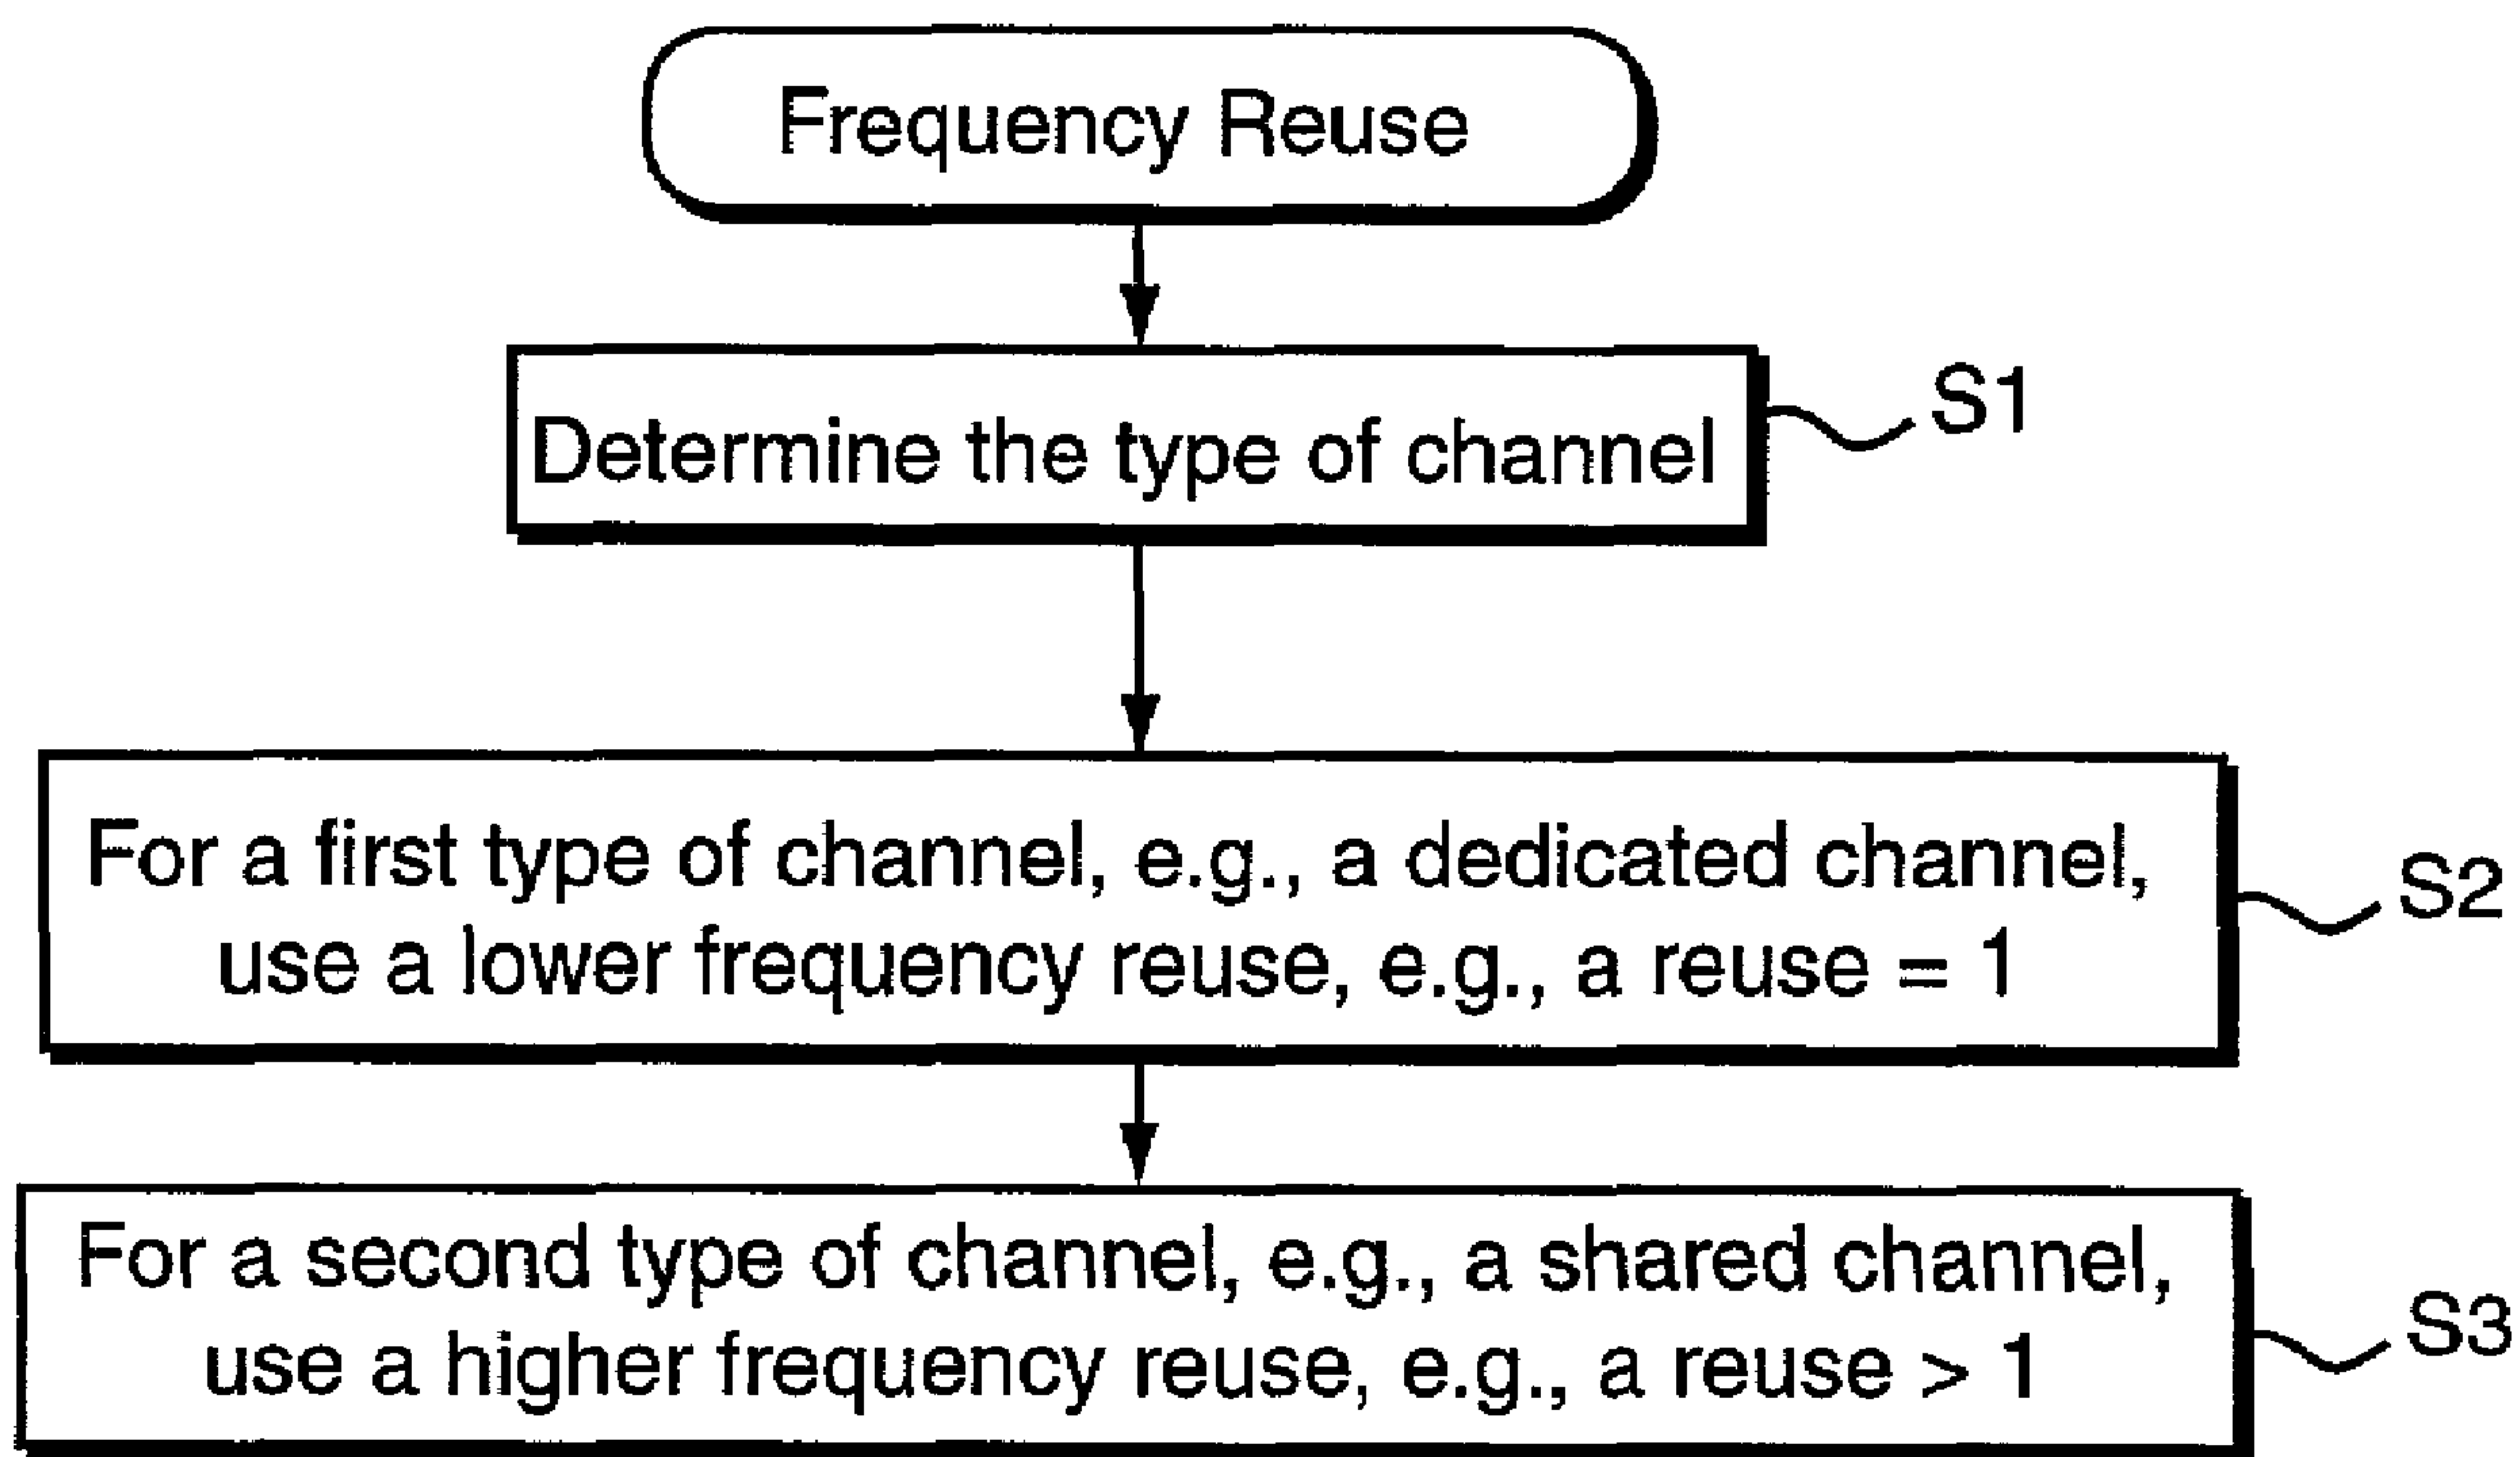 Frequency Reuse
Determine the type of channel
S1
For a first type of channel, e.g., a dedicated channel,
use a lower frequency reuse, e.g., a reuse = 1
S2
For a second type of channel, e.g., a shared channel,
use a higher frequency reuse, e.g., a reuse > 1
S3